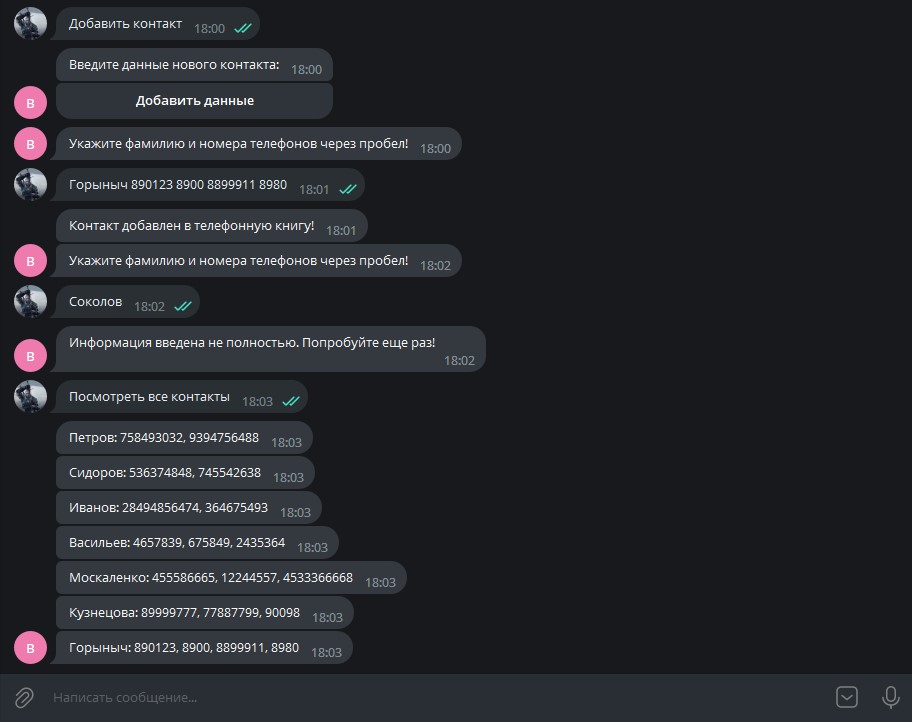 Добавить контакт 18:00
Введите данные нового контакта: 18:00
Добавить данные
В
Укажите фамилию и номера телефонов через пробел! 18:00
В
Горыныч 890123 8900 8899911 8980 18:01
Контакт добавлен в телефонную книгу! 18:01
Укажите фамилию и номера телефонов через пробел! 18:02
В
Соколов 18:02
Информация введена не полностью. Попробуйте еще раз!
18:02
В
Посмотреть все контакты 18:03
Петров: 758493032, 9394756488 18:03
Сидоров: 536374848, 745542638 18:03
Иванов: 28494856474, 364675493 18:03
Васильев: 4657839, 675849, 2435364 18:03
Москаленко: 455586665, 12244557, 4533366668 18:03
Кузнецова: 89999777, 77887799, 90098 18:03
Горыныч: 890123, 8900, 8899911, 8980 18:03
В
Написать сообщение...